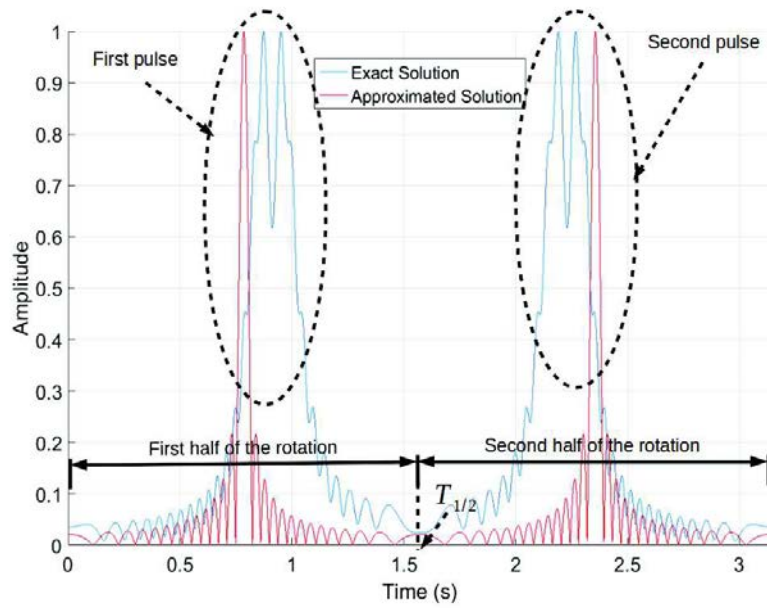 First pulse
Second pulse
Exact Solution
Approximated Solution
Amplitude
1
0.9
0.8
0.7
0.6
0.5
0.4
0.3
0.2
0.1
0
First half of the rotation
Second half of the rotation
T1/2
0
0.5
1
1.5
2
2.5
3
Time (s)